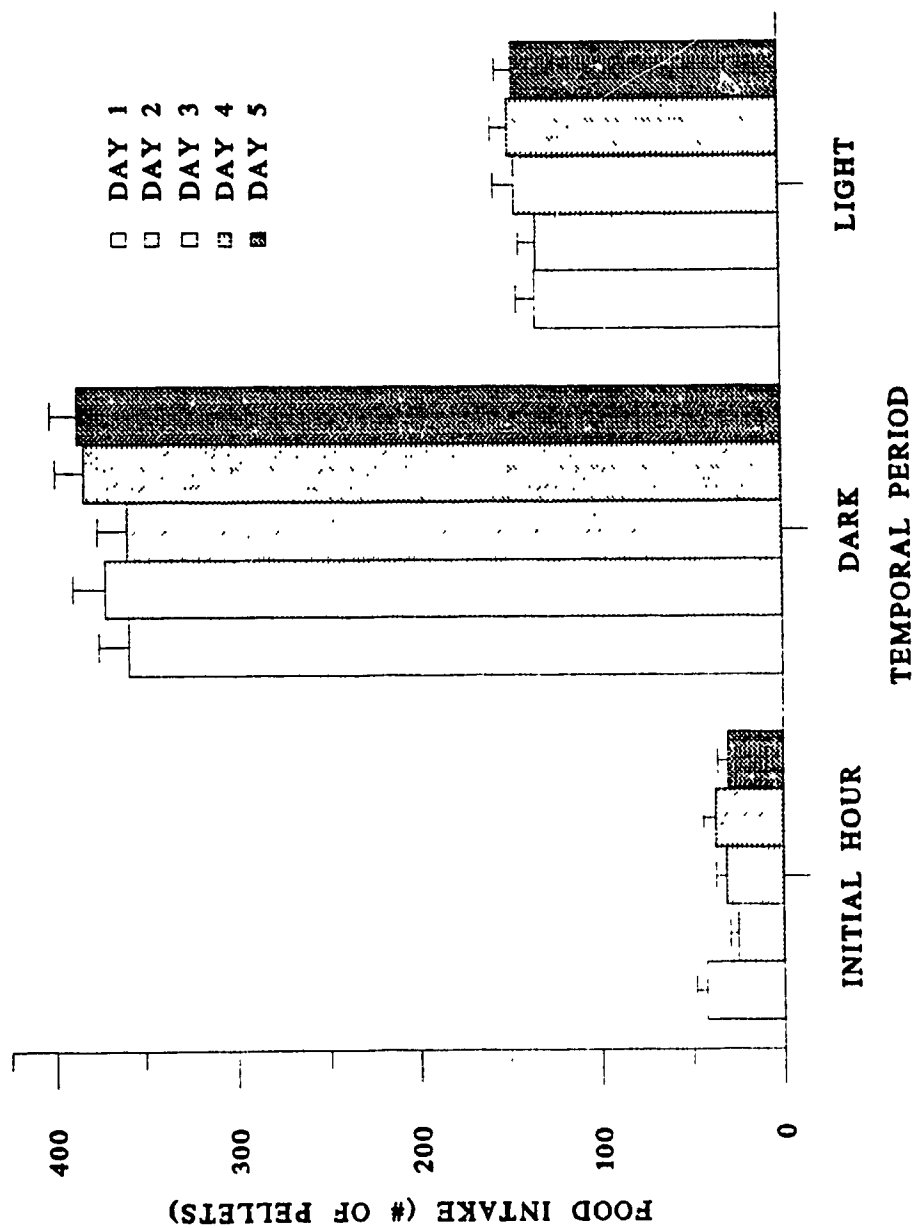 FOOD INTAKE (# OF PELLETS)
400
300
200
100
0
DAY 1
DAY 2
DAY 3
DAY 4
DAY 5
INITIAL HOUR
DARK
LIGHT
TEMPORAL PERIOD